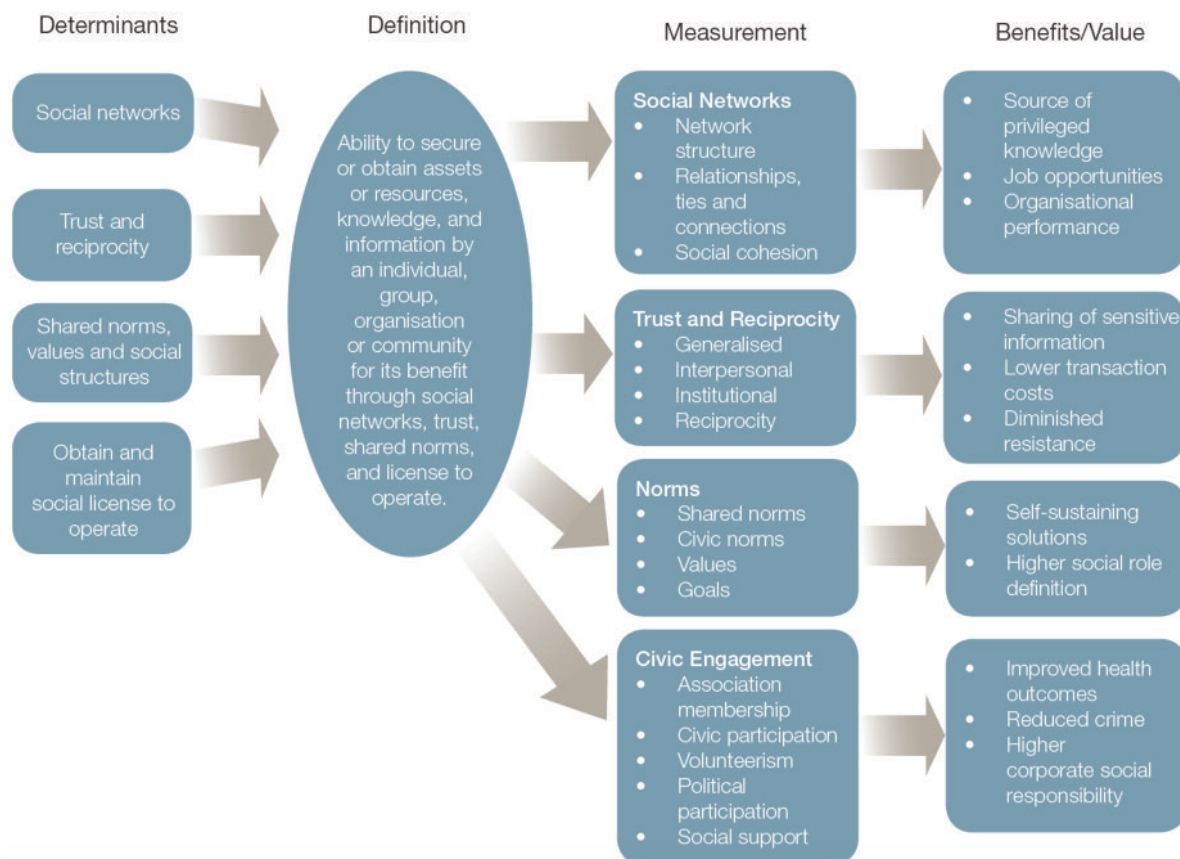 Determinants
Definition
Measurement
Benefits/Value
Social networks
Trust and
reciprocity
Shared norms,
values and social
structures
Obtain and
maintain
social license to
operate
Ability to secure
or obtain assets
or resources,
knowledge, and
information by
an individual,
group,
organisation
or community
for its benefit
through social
networks, trust,
shared norms,
and license to
operate.
Social Networks
• Network
structure
• Relationships,
ties and
connections
• Social cohesion
Trust and Reciprocity
• Generalised
• Interpersonal
• Institutional
• Reciprocity
Norms
• Shared norms
• Civic norms
• Values
• Goals
Civic Engagement
• Association
membership
• Civic participation
• Volunteerism
• Political
participation
• Social support
• Source of
privileged
knowledge
• Job opportunities
• Organisational
performance
• Sharing of sensitive
information
• Lower transaction
costs
• Diminished
resistance
• Self-sustaining
solutions
• Higher social role
definition
• Improved health
outcomes
• Reduced crime
• Higher
corporate social
responsibility